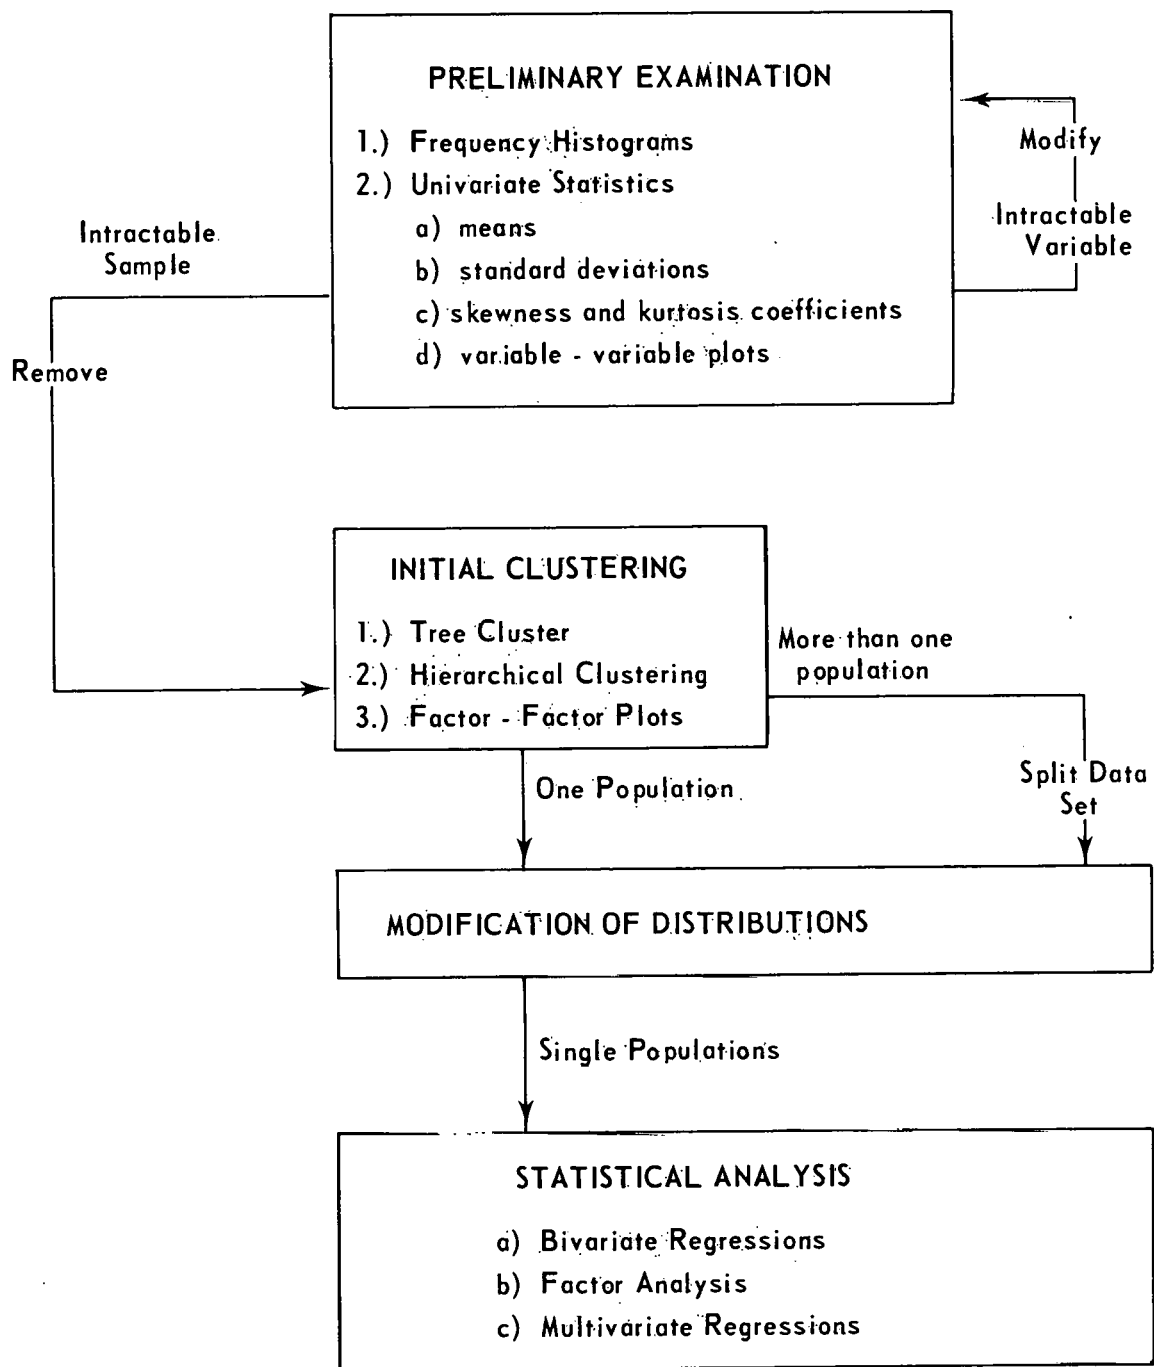 PRELIMINARY EXAMINATION
1.) Frequency Histograms
2.) Univariate Statistics
a) means
b) standard deviations
c) skewness and kurtosis coefficients
d) variable - variable plots
Modify
Intractable
Variable
Intractable
Sample
Remove
INITIAL CLUSTERING
1.) Tree Cluster
2.) Hierarchical Clustering
3.) Factor - Factor Plots
More than one
population
One Population
Split Data
Set
MODIFICATION OF DISTRIBUTIONS
Single Populations
STATISTICAL ANALYSIS
a) Bivariate Regressions
b) Factor Analysis
c) Multivariate Regressions